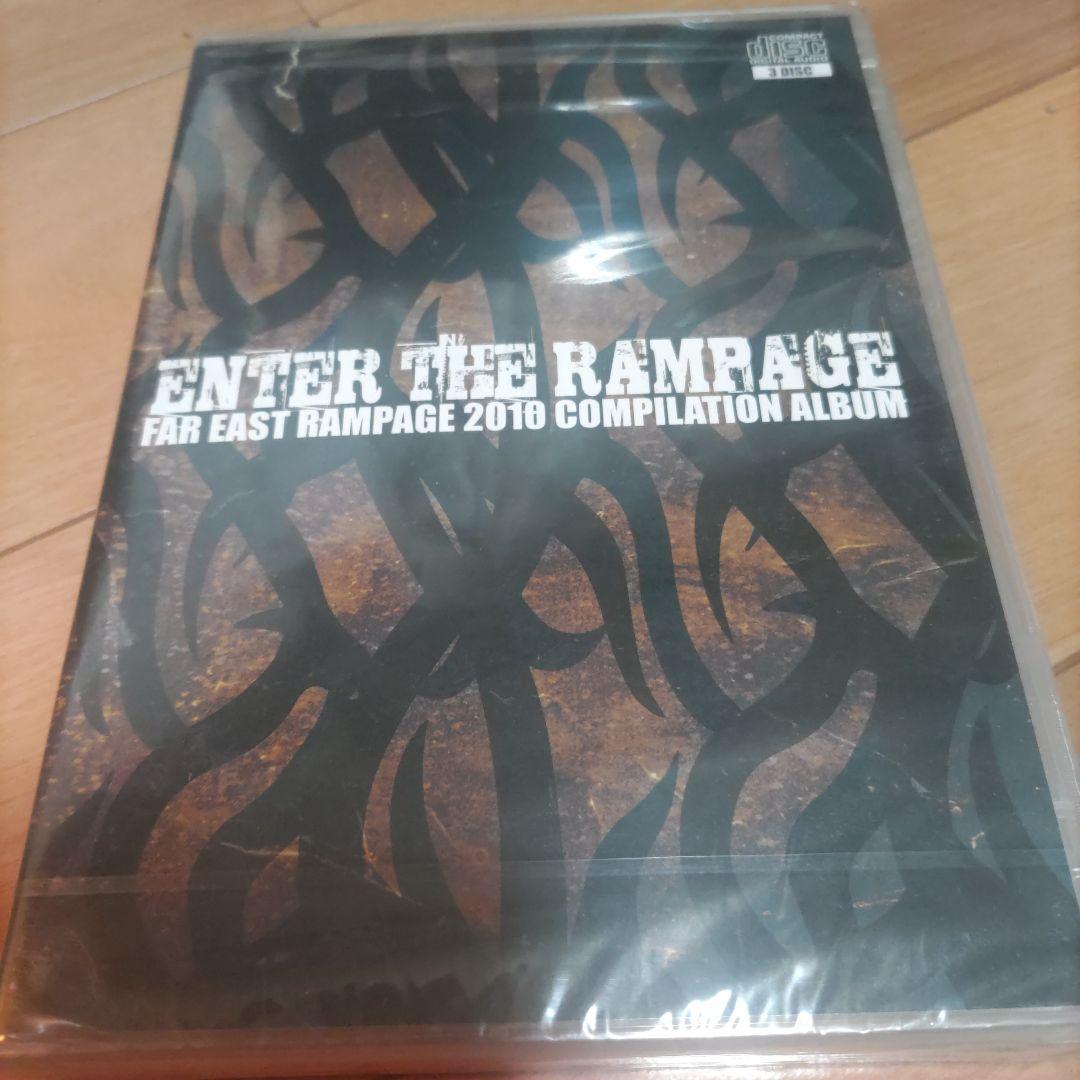 COMPACT
disc
DIGITAL AUDIO
3 DISC
ENTER THE RAMPAGE
FAR EAST RAMPAGE 2010 COMPILATION ALBUM